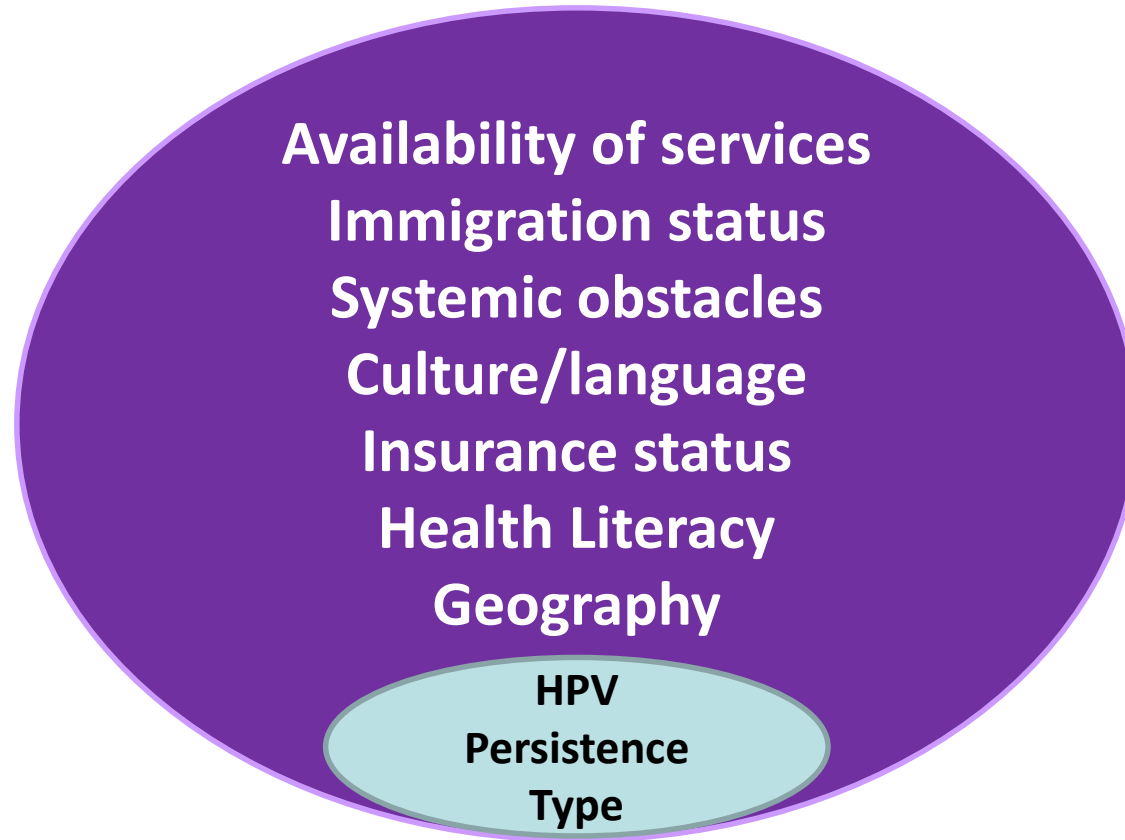 Availability of services
Immigration status
Systemic obstacles
Culture/language
Insurance status
Health Literacy
Geography
HPV
Persistence
Type